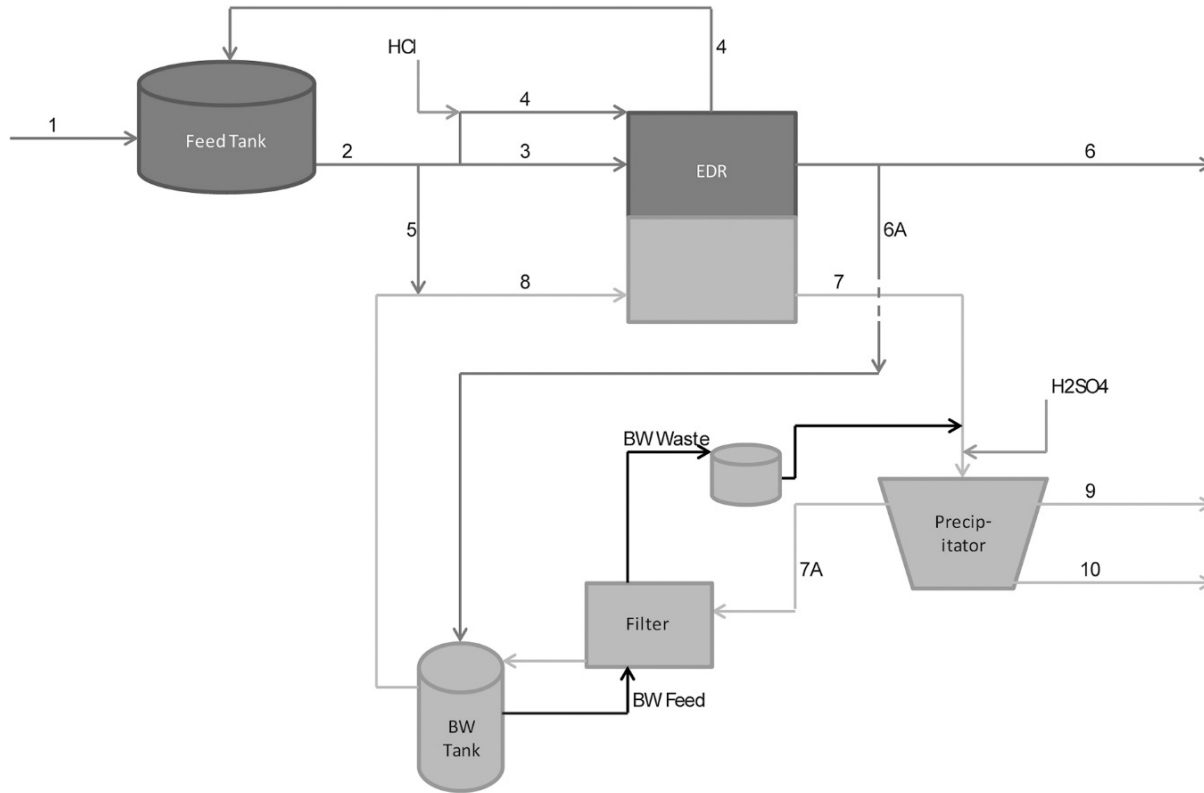 4
HCl
4
1
Feed Tank
2
3
EDR
6
5
6A
8
7
H2SO4
BW Waste
9
Precip-
itator
7A
10
Filter
BW Feed
BW
Tank